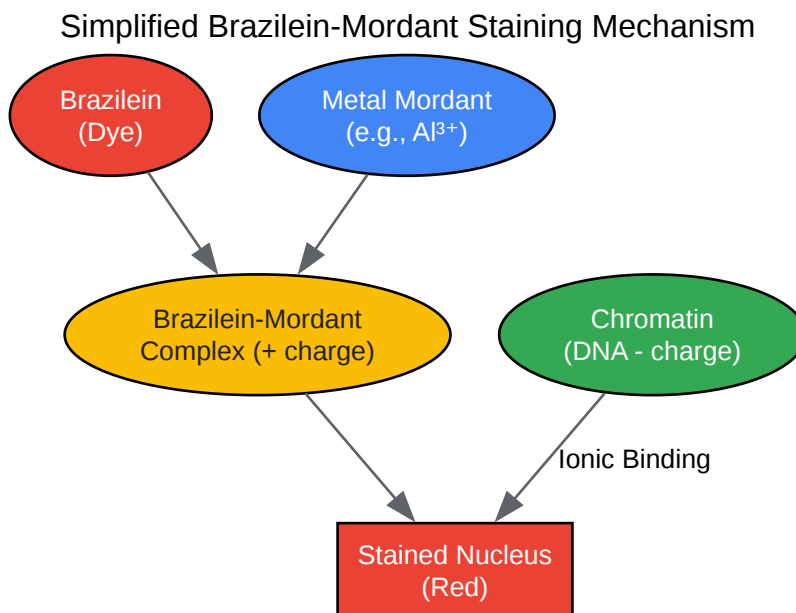 Simplified Brazilein-Mordant Staining Mechanism
Brazilein
(Dye)
Metal Mordant
(e.g., Al³⁺)
Brazilein-Mordant
Complex (+ charge)
Chromatin
(DNA - charge)
Ionic Binding
Stained Nucleus
(Red)